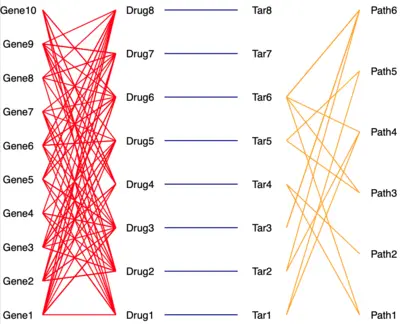 Gene10 Drug8 Tar8 Path6
Gene9 Drug7 Tar7 Path5
Gene8 Drug6 Tar6 Path4
Gene7 Drug5 Tar5 Path3
Gene6 Drug4 Tar4 Path2
Gene5 Drug3 Tar3 Path1
Gene4 Drug2 Tar2
Gene3 Drug1 Tar1
Gene2
Gene1